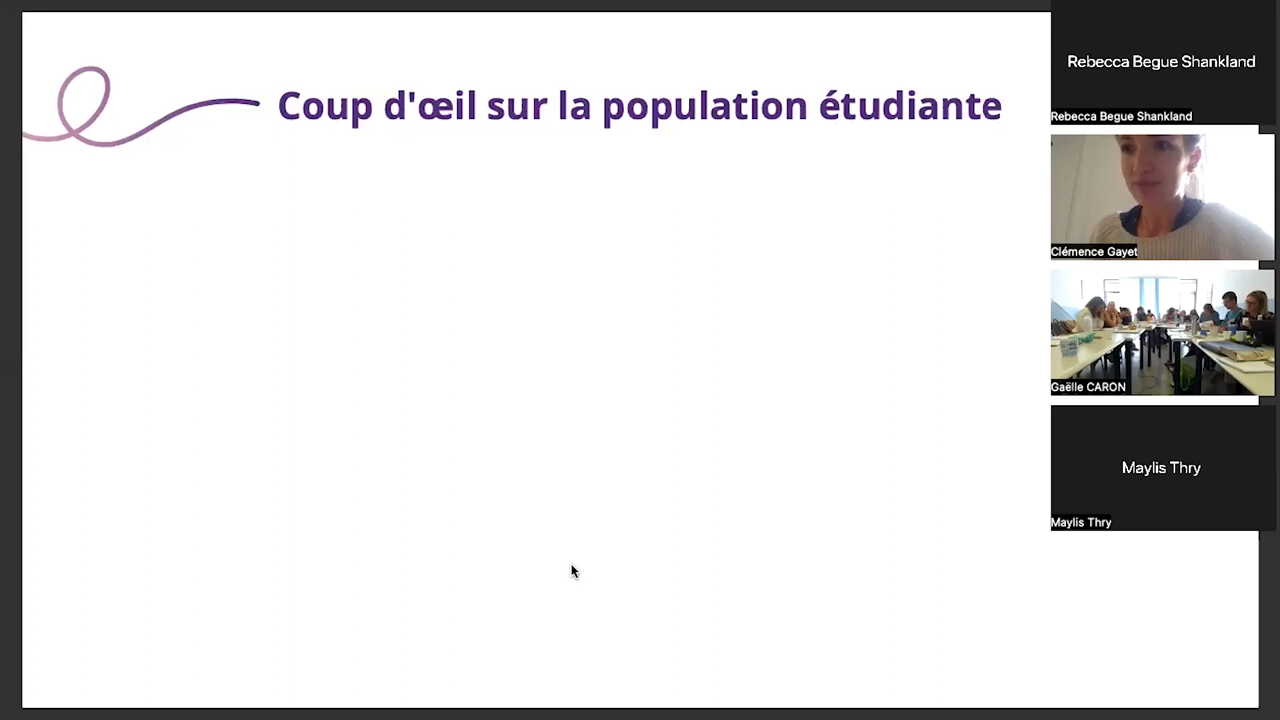 Coup d'œil sur la population étudiante
Rebecca Begue Shankland
Rebecca Begue Shankland
Clémence Gayet
Gaëlle CARON
Maylis Thry
Maylis Thry